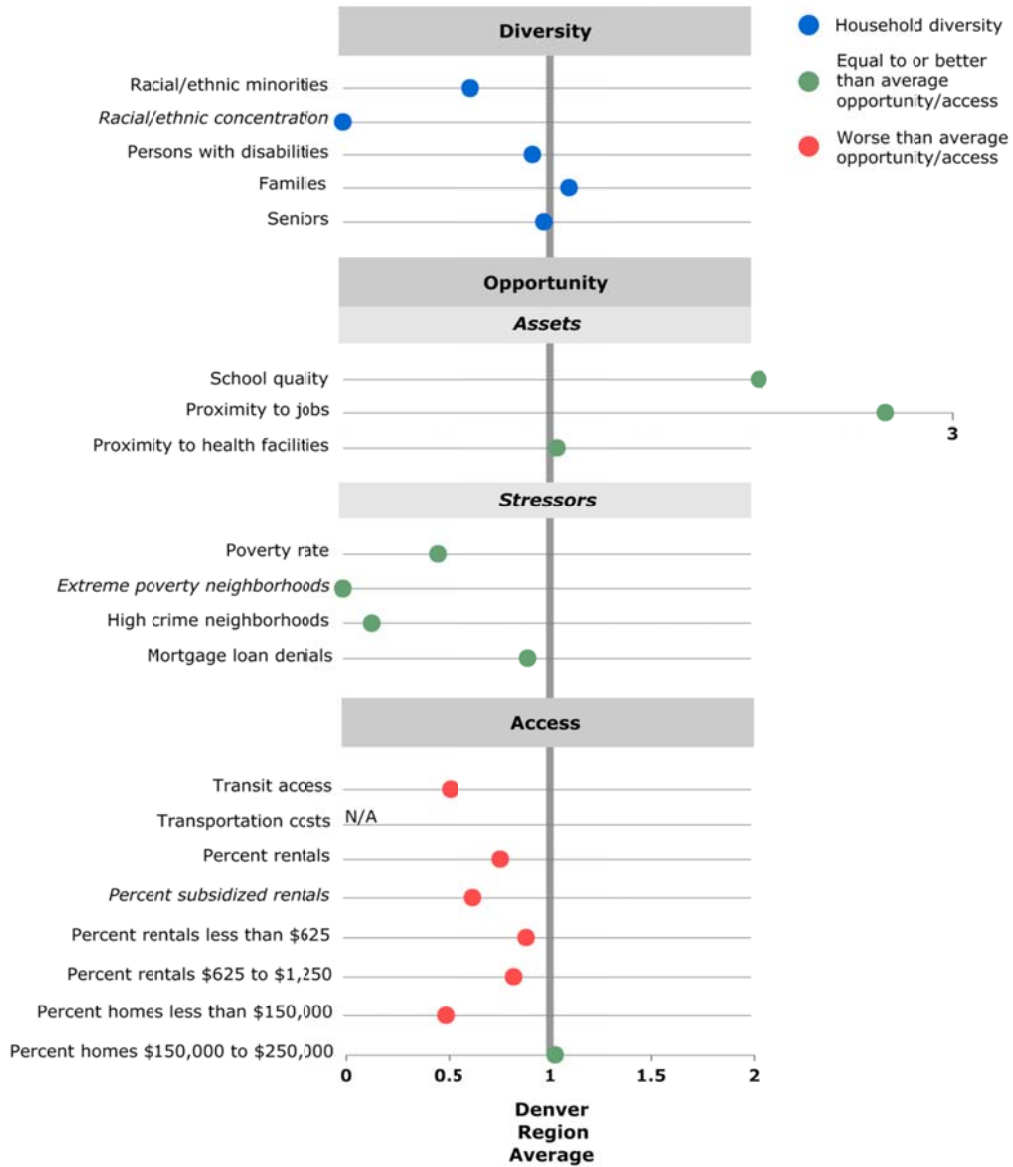 Diversity
Household diversity
Equal to or better
than average
opportunity/access
Worse than average
opportunity/access
Racial/ethnic minorities
Racial/ethnic concentration
Persons with disabilities
Families
Seniors
Opportunity
Assets
School quality
Proximity to jobs
3
Proximity to health facilities
Stressors
Poverty rate
Extreme poverty neighborhoods
High crime neighborhoods
Mortgage loan denials
Access
Transit access
Transportation costs N/A
Percent rentals
Percent subsidized rentals
Percent rentals less than $625
Percent rentals $625 to $1,250
Percent homes less than $150,000
Percent homes $150,000 to $250,000
0 0.5 1 1.5 2
Denver
Region
Average